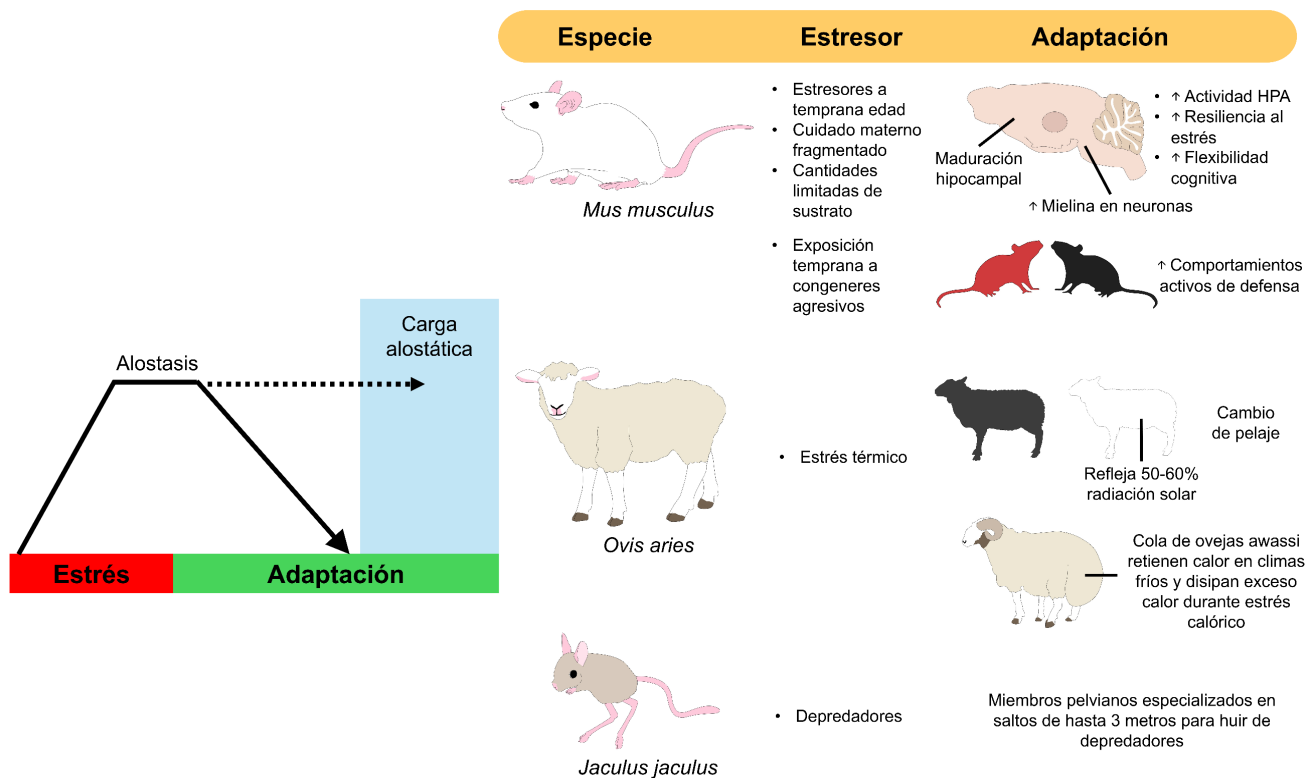 Especie
Estresor
Adaptación
• Estresores a
temprana edad
• Cuidado materno
fragmentado
• Cantidades
limitadas de
sustrato
Mus musculus
Maduración
hipocampal
↑ Mielina en neuronas
• ↑ Actividad HPA
• ↑ Resiliencia al
estrés
• ↑ Flexibilidad
cognitiva
• Exposición
temprana a
congeneres
agresivos
↑ Comportamientos
activos de defensa
Alostasis
Carga
alostática
Estrés
Adaptación
Ovis aries
• Estrés térmico
Cambio
de pelaje
Refleja 50-60%
radiación solar
Cola de ovejas awassi
retienen calor en climas
fríos y disipan exceso
calor durante estrés
calórico
Jaculus jaculus
• Depredadores
Miembros pelvianos especializados en
saltos de hasta 3 metros para huir de
depredadores